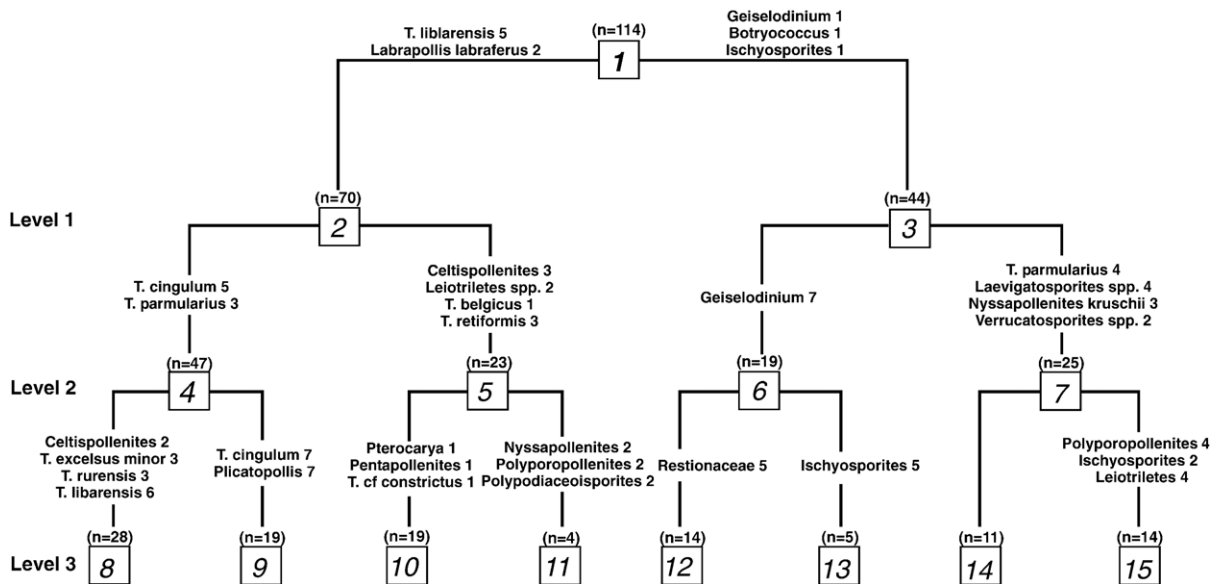 (n=114)
T. liblarensis 5
Labrapollis labraferus 2
1
Geiselodinium 1
Botryococcus 1
Ischyosporites 1
Level 1
(n=70)
2
(n=44)
3
T. cingulum 5
T. parmularius 3
Celtispollenites 3
Leiotriletes spp. 2
T. belgicus 1
T. retiformis 3
Geiselodinium 7
T. parmularius 4
Laevigatosporites spp. 4
Nyssapollenites kruschii 3
Verrucatosporites spp. 2
Level 2
(n=47)
4
(n=23)
5
(n=19)
6
(n=25)
7
Celtispollenites 2
T. excelsus minor 3
T. rurensis 3
T. libarensis 6
T. cingulum 7
Plicatopollis 7
Pterocarya 1
Pentapollenites 1
T. cf constrictus 1
Nyssapollenites 2
Polyporopollenites 2
Polypodiaceoisporites 2
Restionaceae 5
Ischyosporites 5
Polyporopollenites 4
Ischyosporites 2
Leiotriletes 4
Level 3
(n=28)
8
(n=19)
9
(n=19)
10
(n=4)
11
(n=14)
12
(n=5)
13
(n=11)
14
(n=14)
15